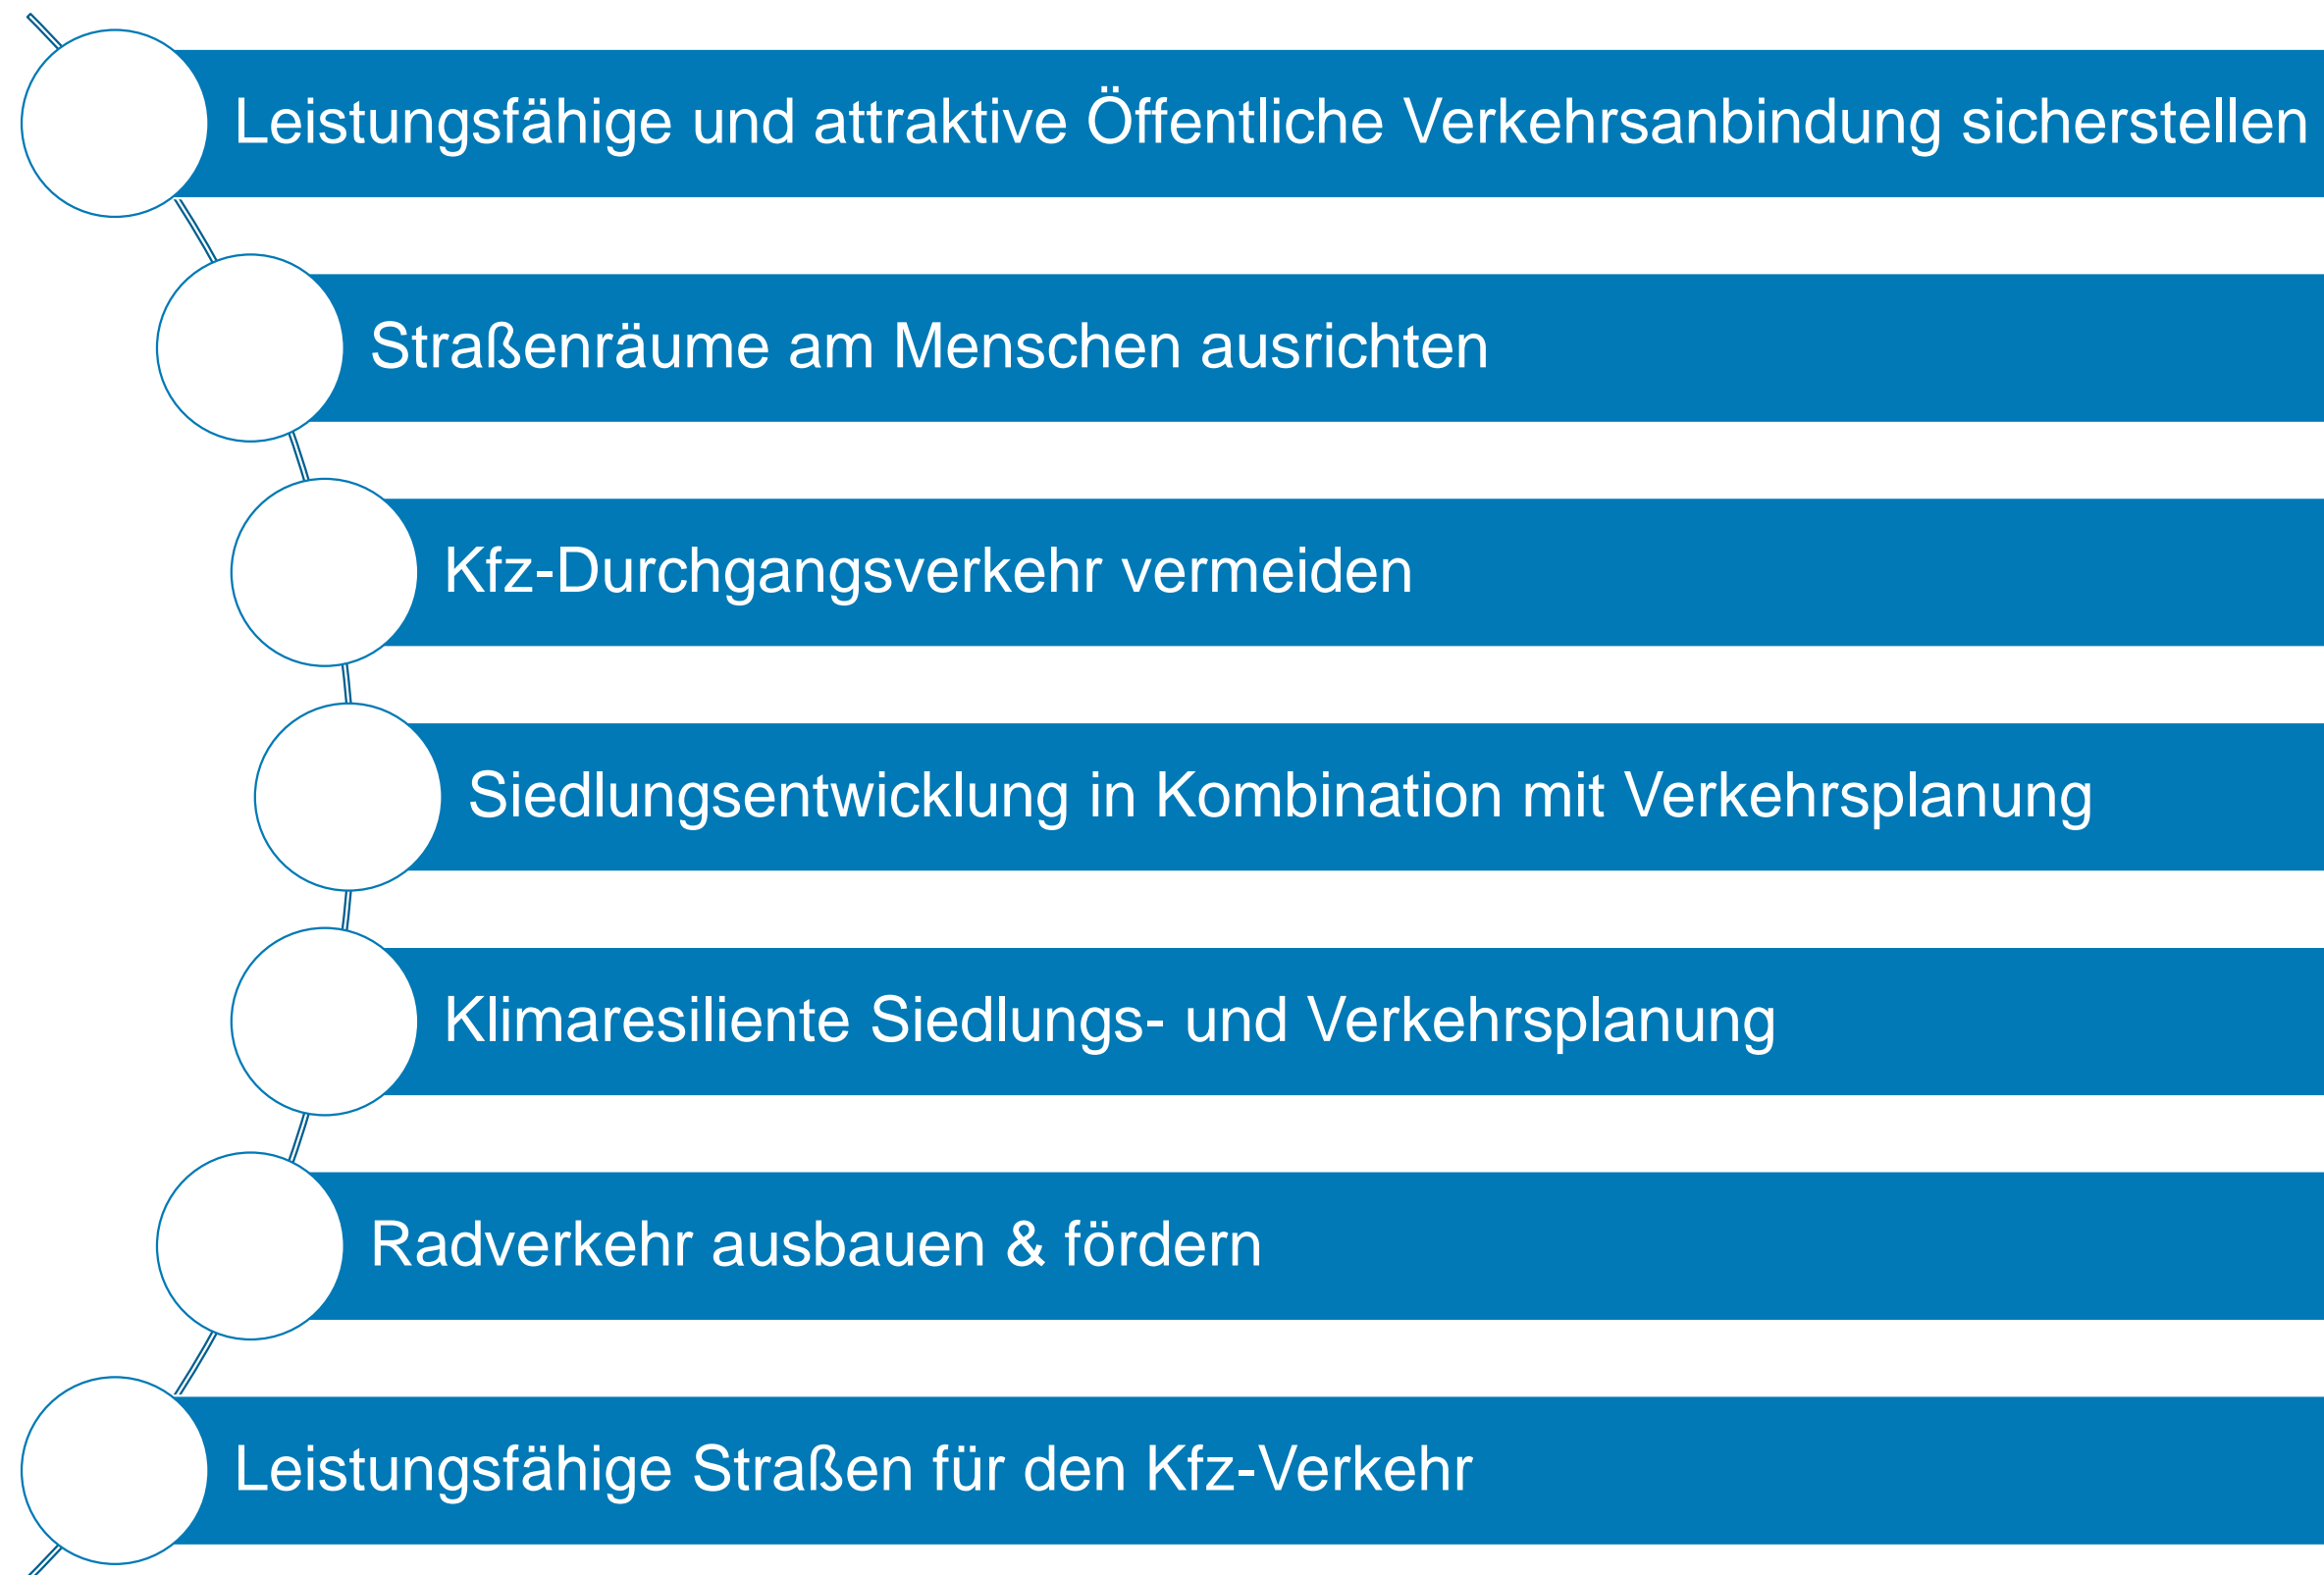 Leistungsfähige und attraktive Öffentliche Verkehrsanbindung sicherstellen
Straßenräume am Menschen ausrichten
Kfz-Durchgangsverkehr vermeiden
Siedlungsentwicklung in Kombination mit Verkehrsplanung
Klimaresiliente Siedlungs- und Verkehrsplanung
Radverkehr ausbauen & fördern
Leistungsfähige Straßen für den Kfz-Verkehr